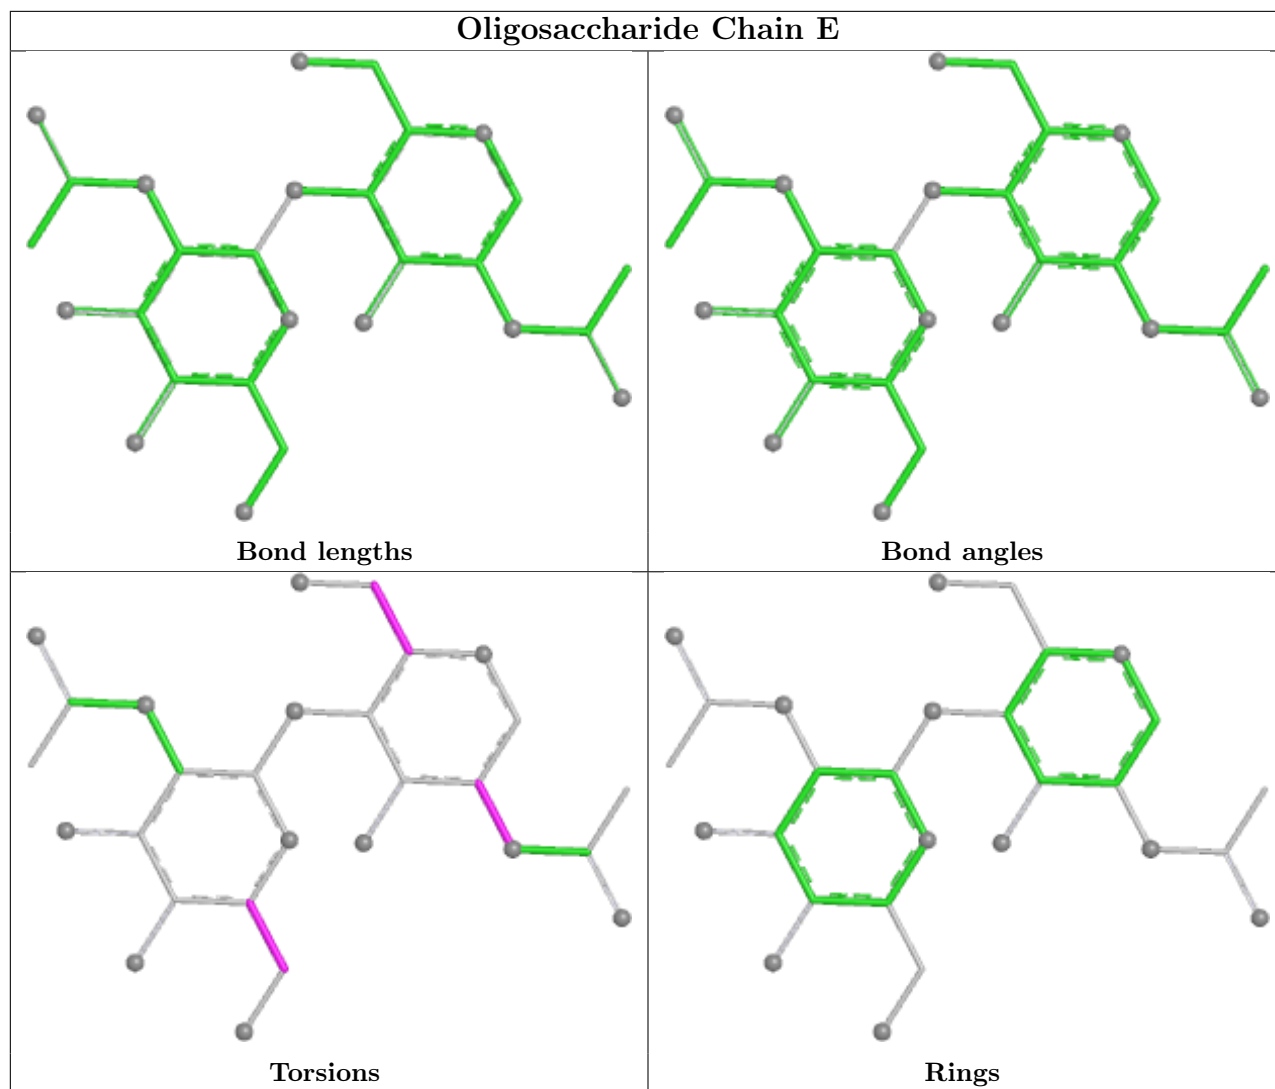 Oligosaccharide Chain E
Bond lengths
Bond angles
Torsions
Rings